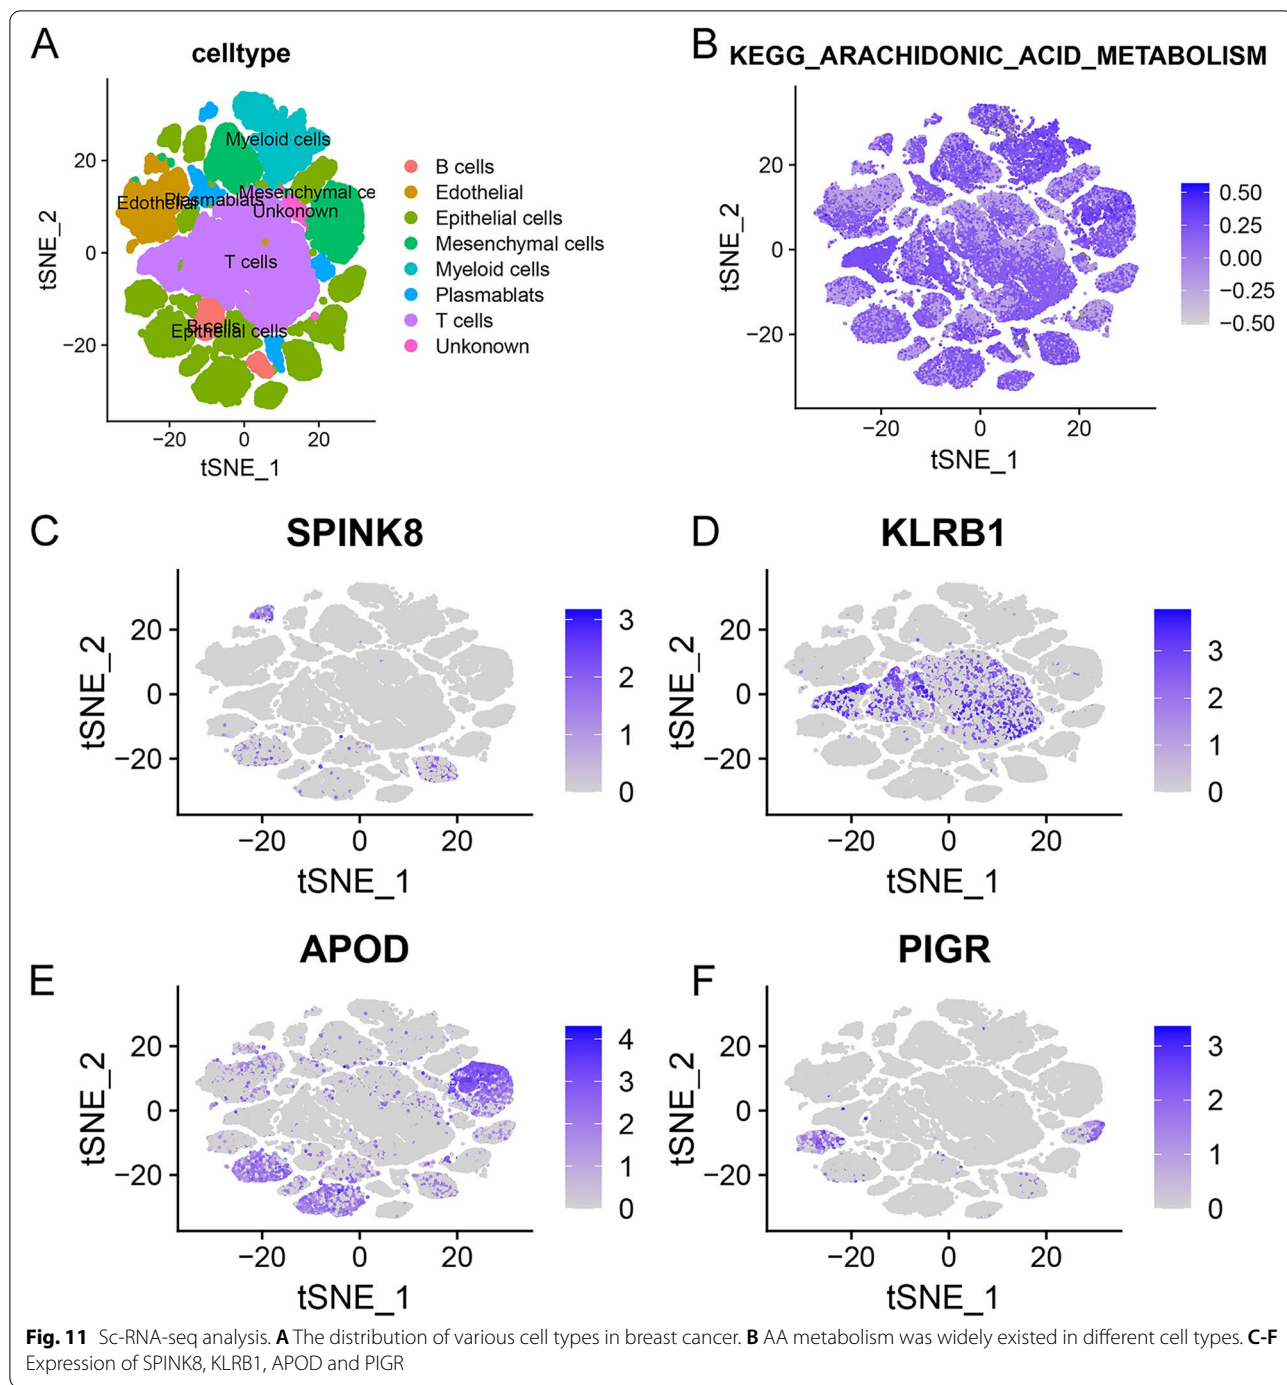 A
celltype
tSNE_2
20
0
−20
−20
0
20
tSNE_1
Myeloid cells
Mesenchymal ce
Edothelial
Plasmablats
Unkonown
T cells
B cells
Epithelial cells
B cells
Edothelial
Epithelial cells
Mesenchymal cells
Myeloid cells
Plasmablats
T cells
Unkonown
B
KEGG_ARACHIDONIC_ACID_METABOLISM
tSNE_2
20
0
−20
−20
0
20
tSNE_1
0.50
0.25
0.00
−0.25
−0.50
C
SPINK8
tSNE_2
20
0
−20
−20
0
20
tSNE_1
3
2
1
0
D
KLRB1
tSNE_2
20
0
−20
−20
0
20
tSNE_1
3
2
1
0
E
APOD
tSNE_2
20
0
−20
−20
0
20
tSNE_1
4
3
2
1
0
F
PIGR
tSNE_2
20
0
−20
−20
0
20
tSNE_1
3
2
1
0
Fig. 11 Sc-RNA-seq analysis. A The distribution of various cell types in breast cancer. B AA metabolism was widely existed in different cell types. C-F
Expression of SPINK8, KLRB1, APOD and PIGR